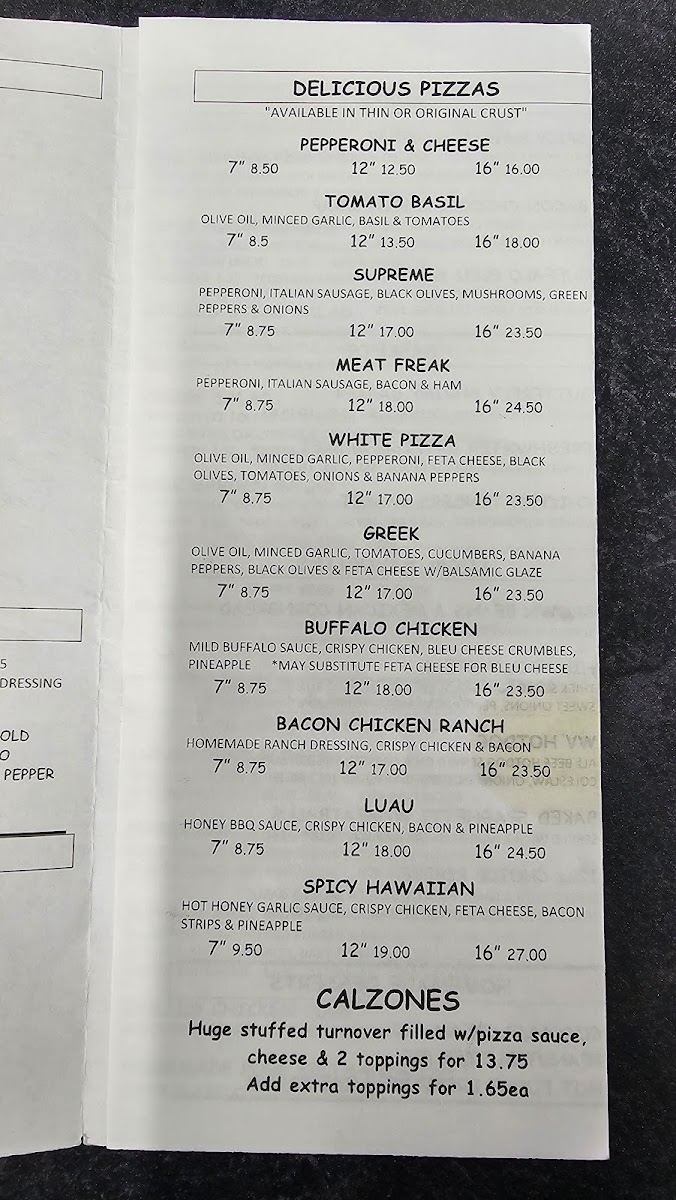 5
DRESSING
OLD
O
PEPPER
DELICIOUS PIZZAS
"AVAILABLE IN THIN OR ORIGINAL CRUST"
PEPPERONI & CHEESE
7" 8.50 12" 12.50 16" 16.00
TOMATO BASIL
OLIVE OIL, MINCED GARLIC, BASIL & TOMATOES
7" 8.5 12" 13.50 16" 18.00
SUPREME
PEPPERONI, ITALIAN SAUSAGE, BLACK OLIVES, MUSHROOMS, GREEN
PEPPERS & ONIONS
7" 8.75 12" 17.00 16" 23.50
MEAT FREAK
PEPPERONI, ITALIAN SAUSAGE, BACON & HAM
7" 8.75 12" 18.00 16" 24.50
WHITE PIZZA
OLIVE OIL, MINCED GARLIC, PEPPERONI, FETA CHEESE, BLACK
OLIVES, TOMATOES, ONIONS & BANANA PEPPERS
7" 8.75 12" 17.00 16" 23.50
GREEK
OLIVE OIL, MINCED GARLIC, TOMATOES, CUCUMBERS, BANANA
PEPPERS, BLACK OLIVES & FETA CHEESE W/BALSAMIC GLAZE
7" 8.75 12" 17.00 16" 23.50
BUFFALO CHICKEN
MILD BUFFALO SAUCE, CRISPY CHICKEN, BLEU CHEESE CRUMBLES,
PINEAPPLE *MAY SUBSTITUTE FETA CHEESE FOR BLEU CHEESE
7" 8.75 12" 18.00 16" 23.50
BACON CHICKEN RANCH
HOMEMADE RANCH DRESSING, CRISPY CHICKEN & BACON
7" 8.75 12" 17.00 16" 23.50
LUAU
HONEY BBQ SAUCE, CRISPY CHICKEN, BACON & PINEAPPLE
7" 8.75 12" 18.00 16" 24.50
SPICY HAWAIIAN
HOT HONEY GARLIC SAUCE, CRISPY CHICKEN, FETA CHEESE, BACON
STRIPS & PINEAPPLE
7" 9.50 12" 19.00 16" 27.00
CALZONES
Huge stuffed turnover filled w/pizza sauce,
cheese & 2 toppings for 13.75
Add extra toppings for 1.65ea